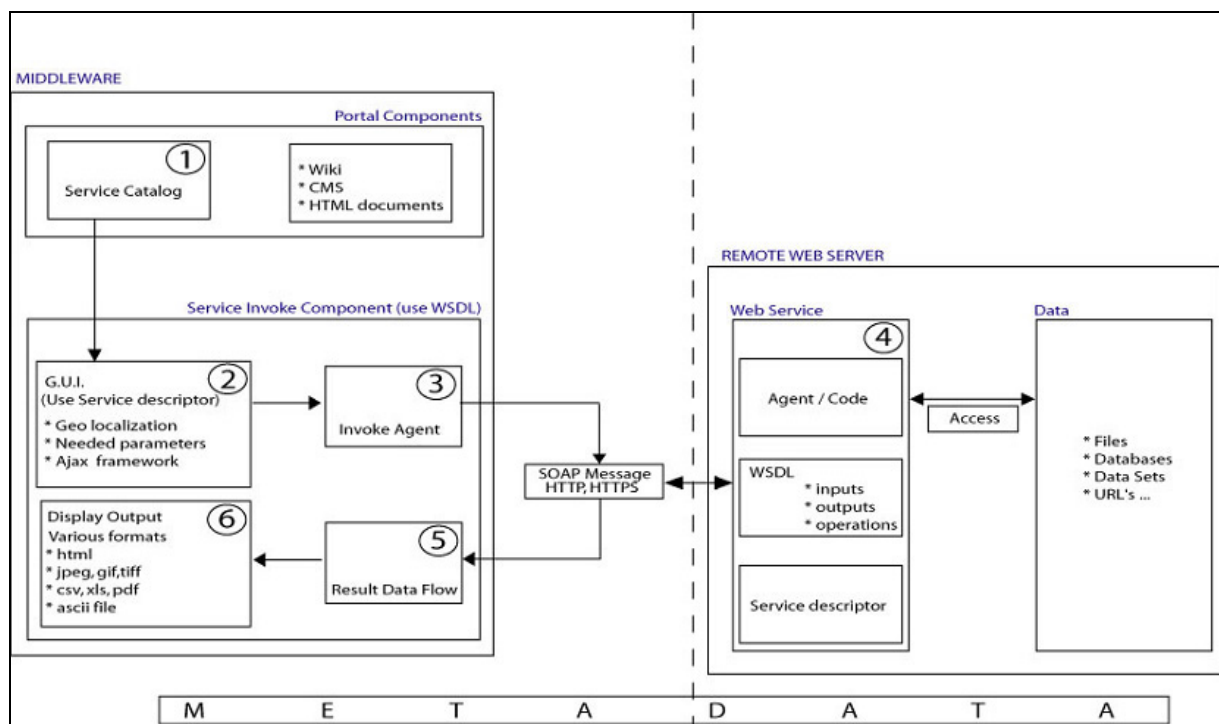 MIDDLEWARE
Portal Components
1
Service Catalog
* Wiki
* CMS
* HTML documents
Service Invoke Component (use WSDL)
2
G.U.I.
(Use Service descriptor)
* Geo localization
* Needed parameters
* Ajax framework
3
Invoke Agent
SOAP Message
HTTP, HTTPS
6
Display Output
Various formats
* html
* jpeg, gif,tiff
* csv, xls, pdf
* ascii file
5
Result Data Flow
REMOTE WEB SERVER
Web Service
4
Agent / Code
WSDL
* inputs
* outputs
* operations
Service descriptor
Access
Data
* Files
* Databases
* Data Sets
* URL's ...
M E T A D A T A